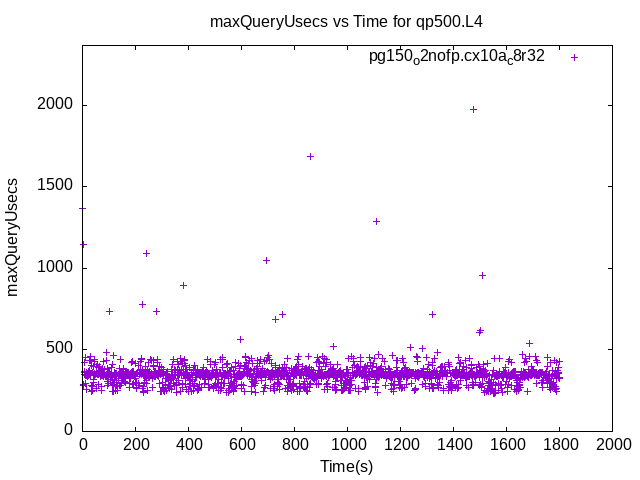 maxQueryUsecs vs Time for qp500.L4
pg150o2nofp.cx10ac8r32
2000
1500
1000
500
0
maxQueryUsecs
0 200 400 600 800 1000 1200 1400 1600 1800 2000
Time(s)